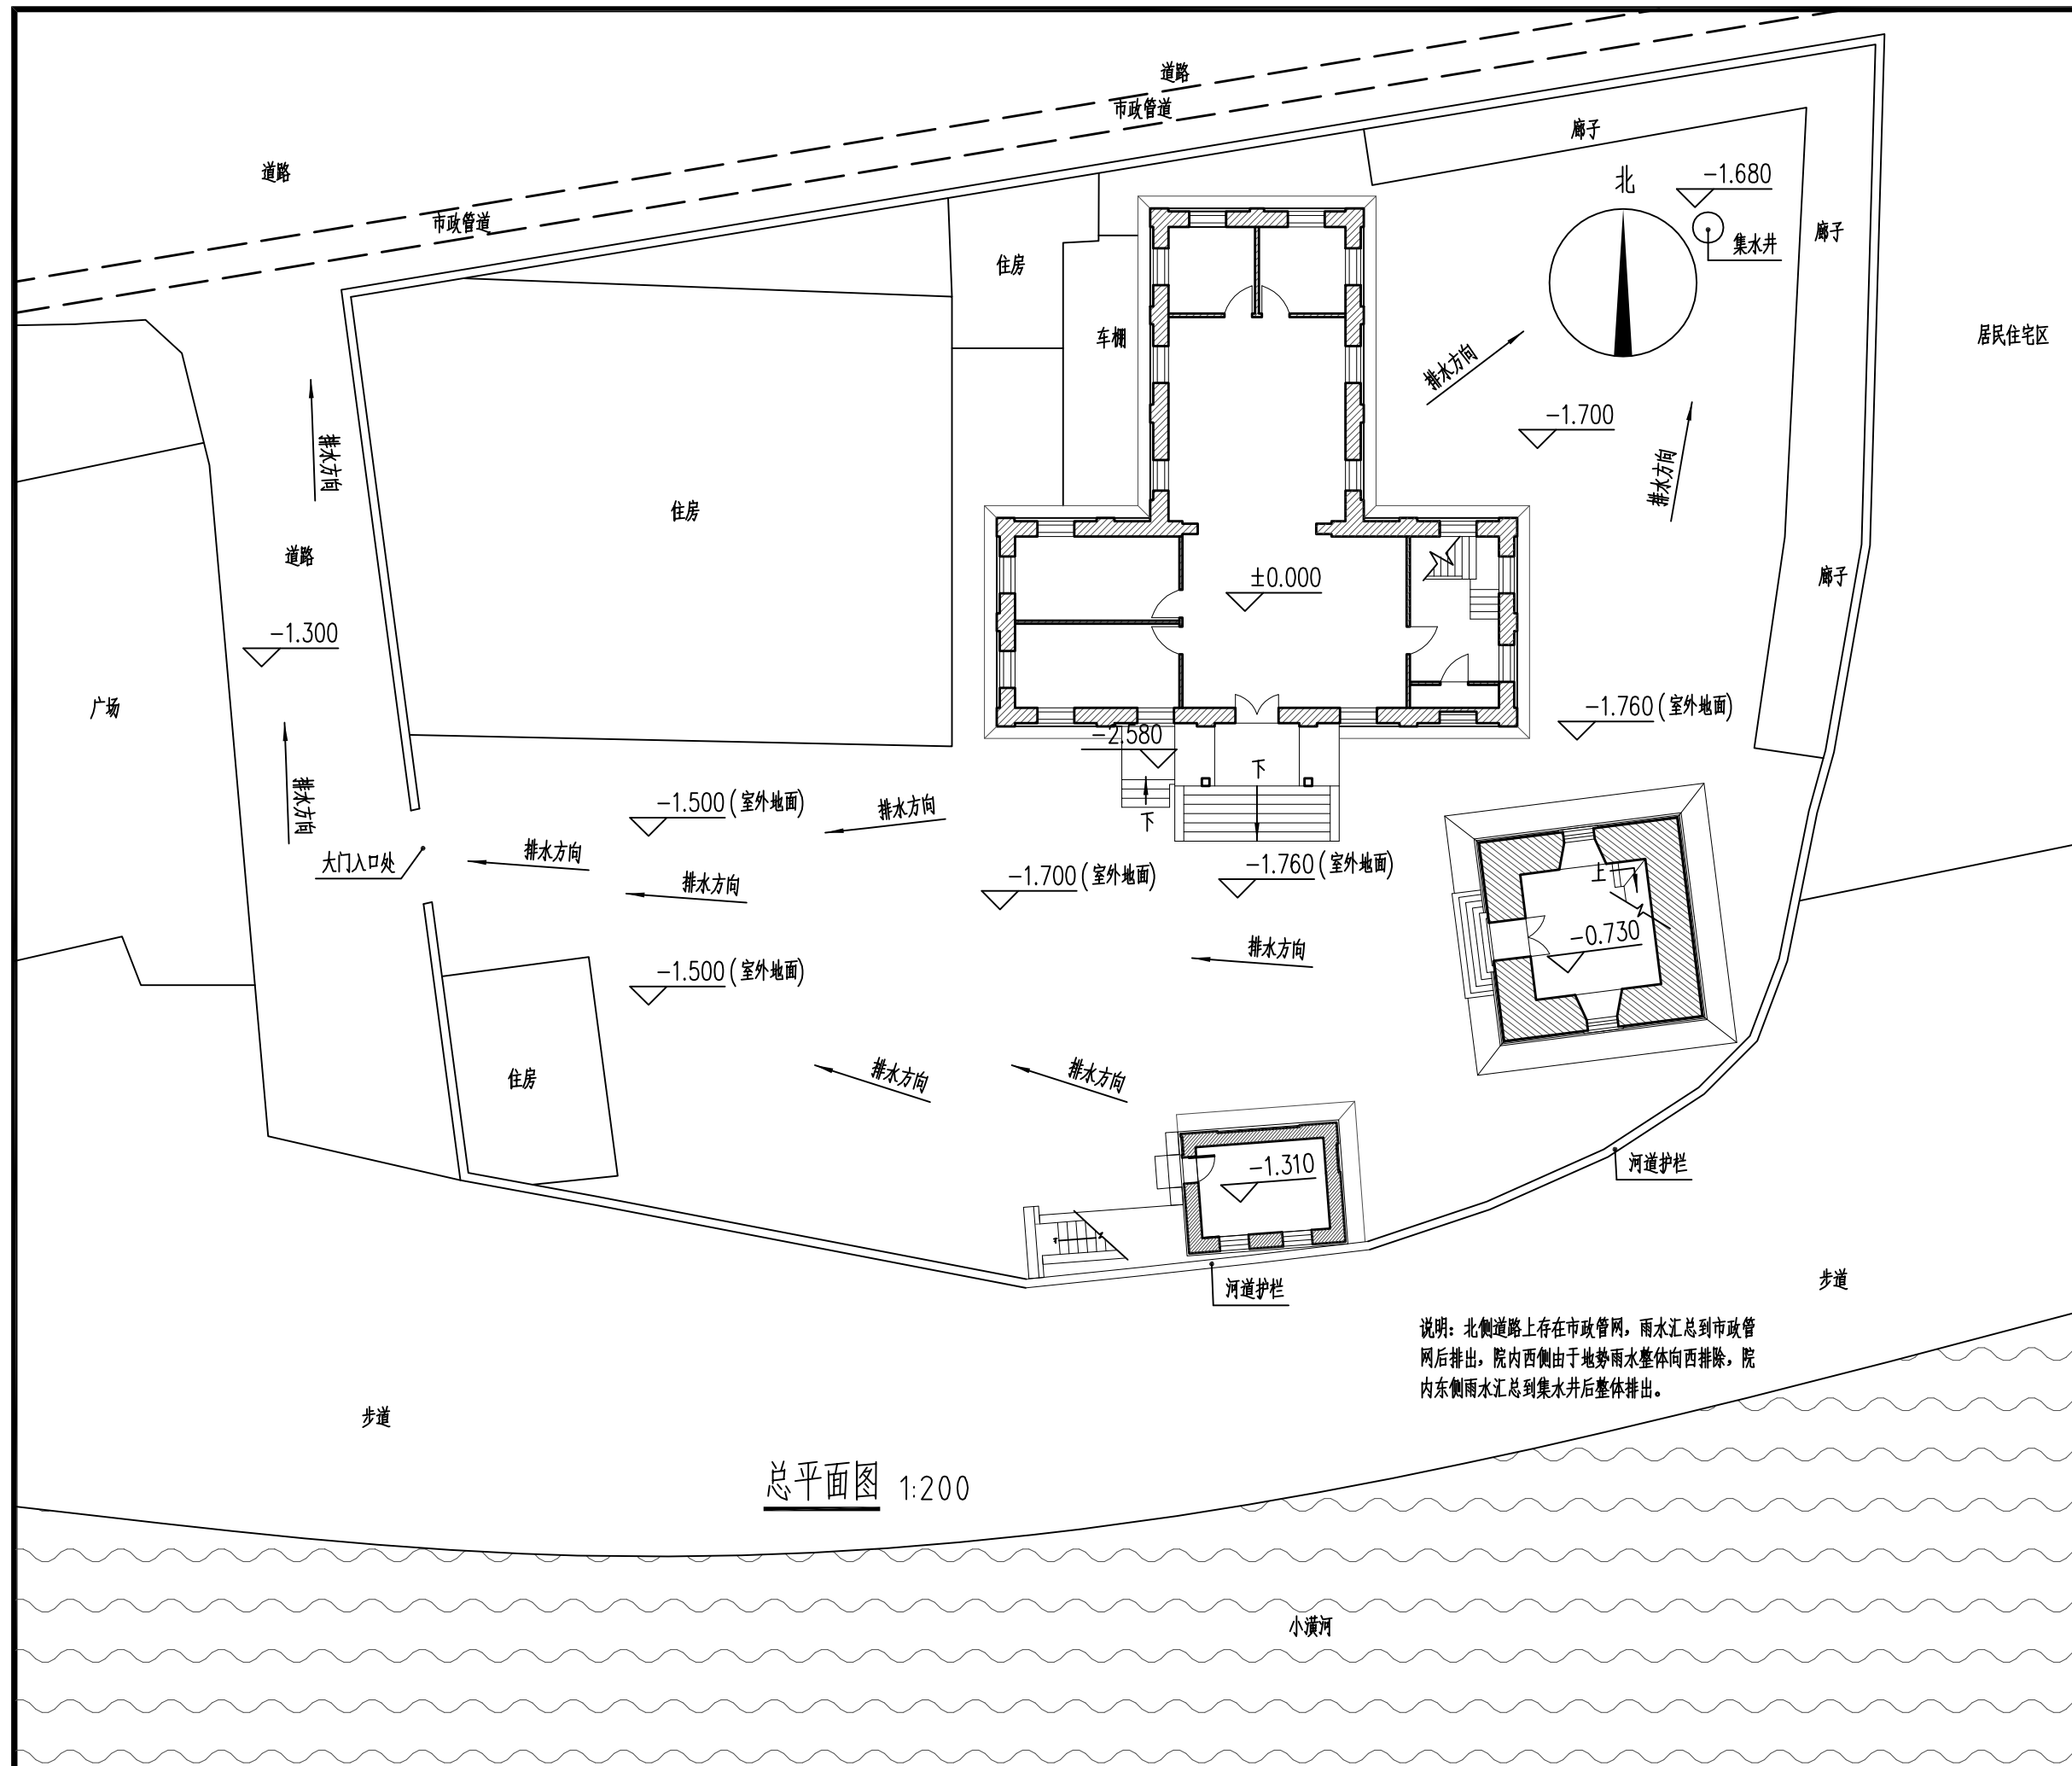 道路
市政管道
廊子
道路
北
-1.680
市政管道
廊子
集水井
住房
车棚
居民住宅区
排水方向
-1.700
排水方向
排水方向
住房
道路
±0.000
廊子
-1.300
广场
-1.760(室外地面)
-2.580
下
排水方向
-1.500(室外地面)
排水方向
下
大门入口处
排水方向
排水方向
-1.700(室外地面)
-1.760(室外地面)
上
-0.730
排水方向
-1.500(室外地面)
住房
排水方向
排水方向
-1.310
河道护栏
河道护栏
步道
说明：北侧道路上存在市政管网，雨水汇总到市政管
网后排出，院内西侧由于地势雨水整体向西排除，院
内东侧雨水汇总到集水井后整体排出。
步道
总平面图 1:200
小潢河